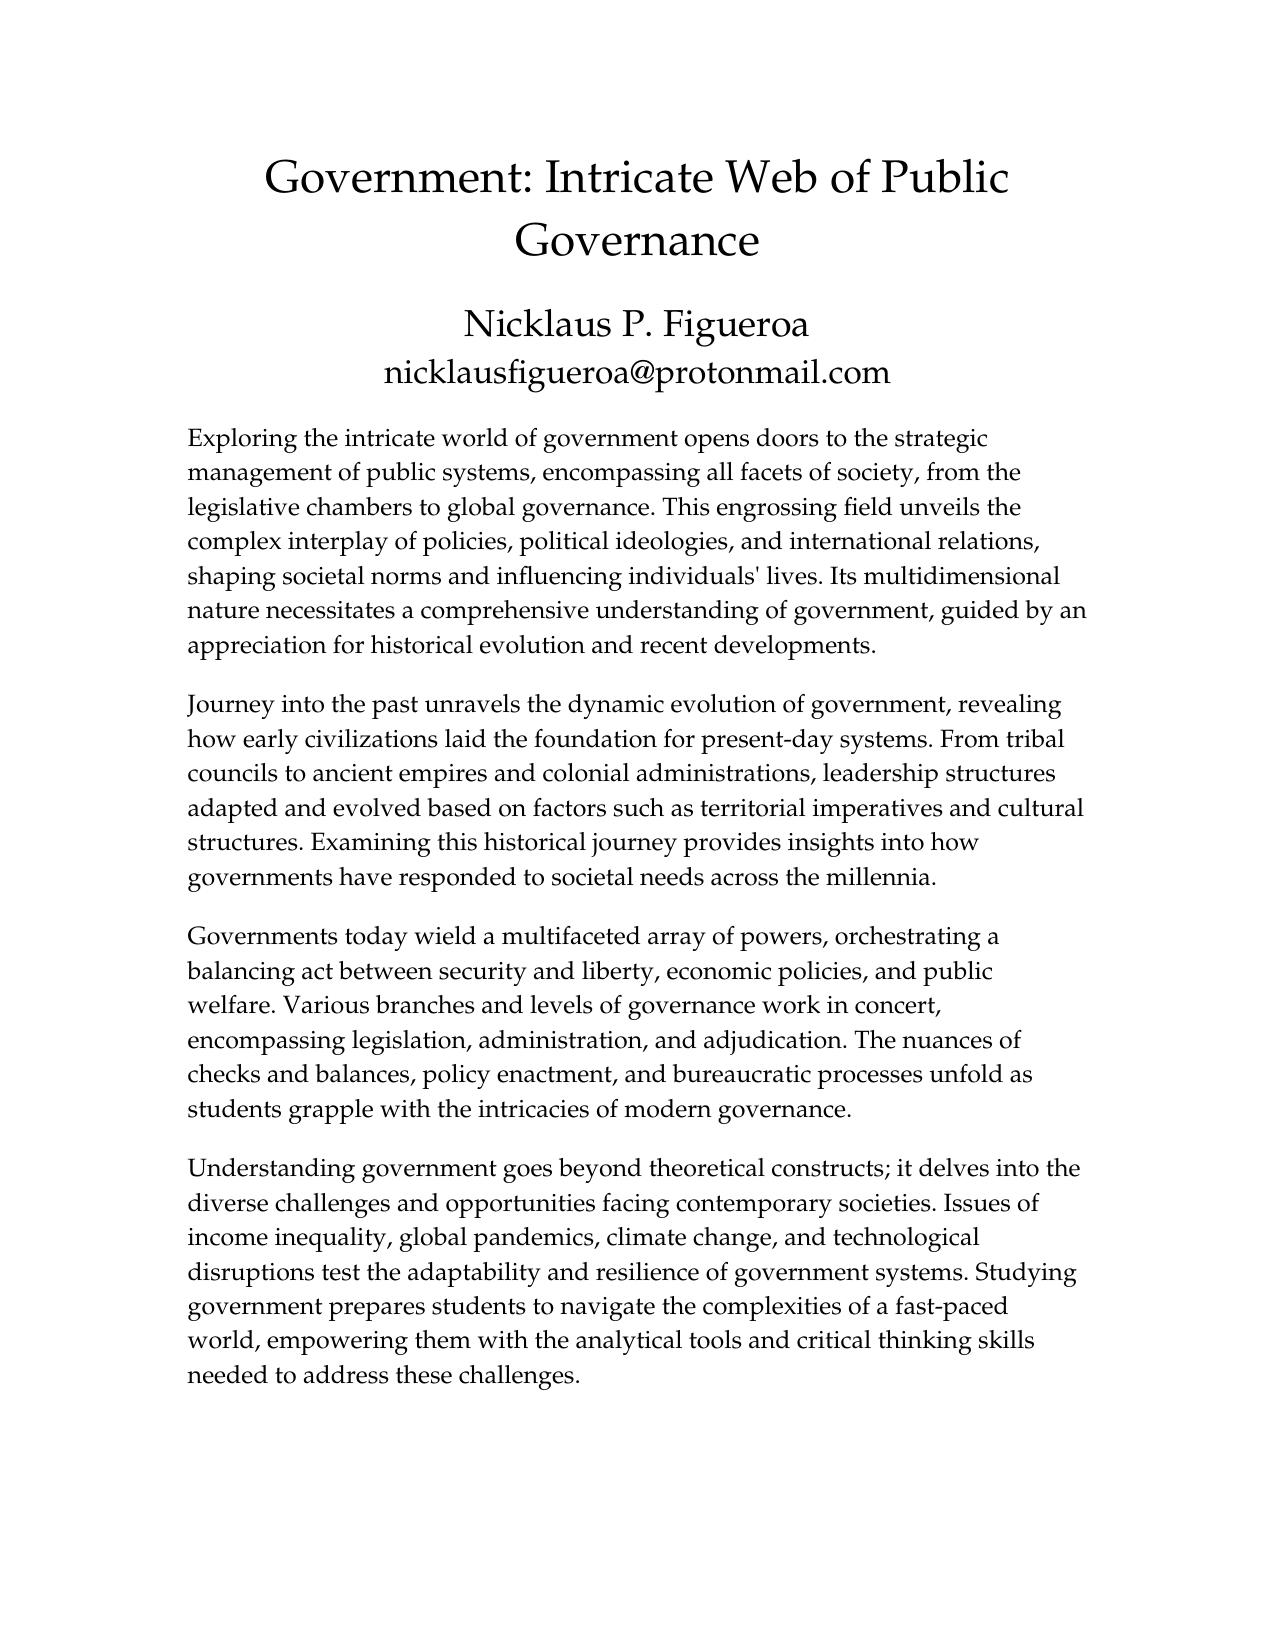 Government: Intricate Web of Public
Governance
Nicklaus P. Figueroa
nicklausfigueroa@protonmail.com
Exploring the intricate world of government opens doors to the strategic
management of public systems, encompassing all facets of society, from the
legislative chambers to global governance. This engrossing field unveils the
complex interplay of policies, political ideologies, and international relations,
shaping societal norms and influencing individuals' lives. Its multidimensional
nature necessitates a comprehensive understanding of government, guided by an
appreciation for historical evolution and recent developments.
Journey into the past unravels the dynamic evolution of government, revealing
how early civilizations laid the foundation for present-day systems. From tribal
councils to ancient empires and colonial administrations, leadership structures
adapted and evolved based on factors such as territorial imperatives and cultural
structures. Examining this historical journey provides insights into how
governments have responded to societal needs across the millennia.
Governments today wield a multifaceted array of powers, orchestrating a
balancing act between security and liberty, economic policies, and public
welfare. Various branches and levels of governance work in concert,
encompassing legislation, administration, and adjudication. The nuances of
checks and balances, policy enactment, and bureaucratic processes unfold as
students grapple with the intricacies of modern governance.
Understanding government goes beyond theoretical constructs; it delves into the
diverse challenges and opportunities facing contemporary societies. Issues of
income inequality, global pandemics, climate change, and technological
disruptions test the adaptability and resilience of government systems. Studying
government prepares students to navigate the complexities of a fast-paced
world, empowering them with the analytical tools and critical thinking skills
needed to address these challenges.